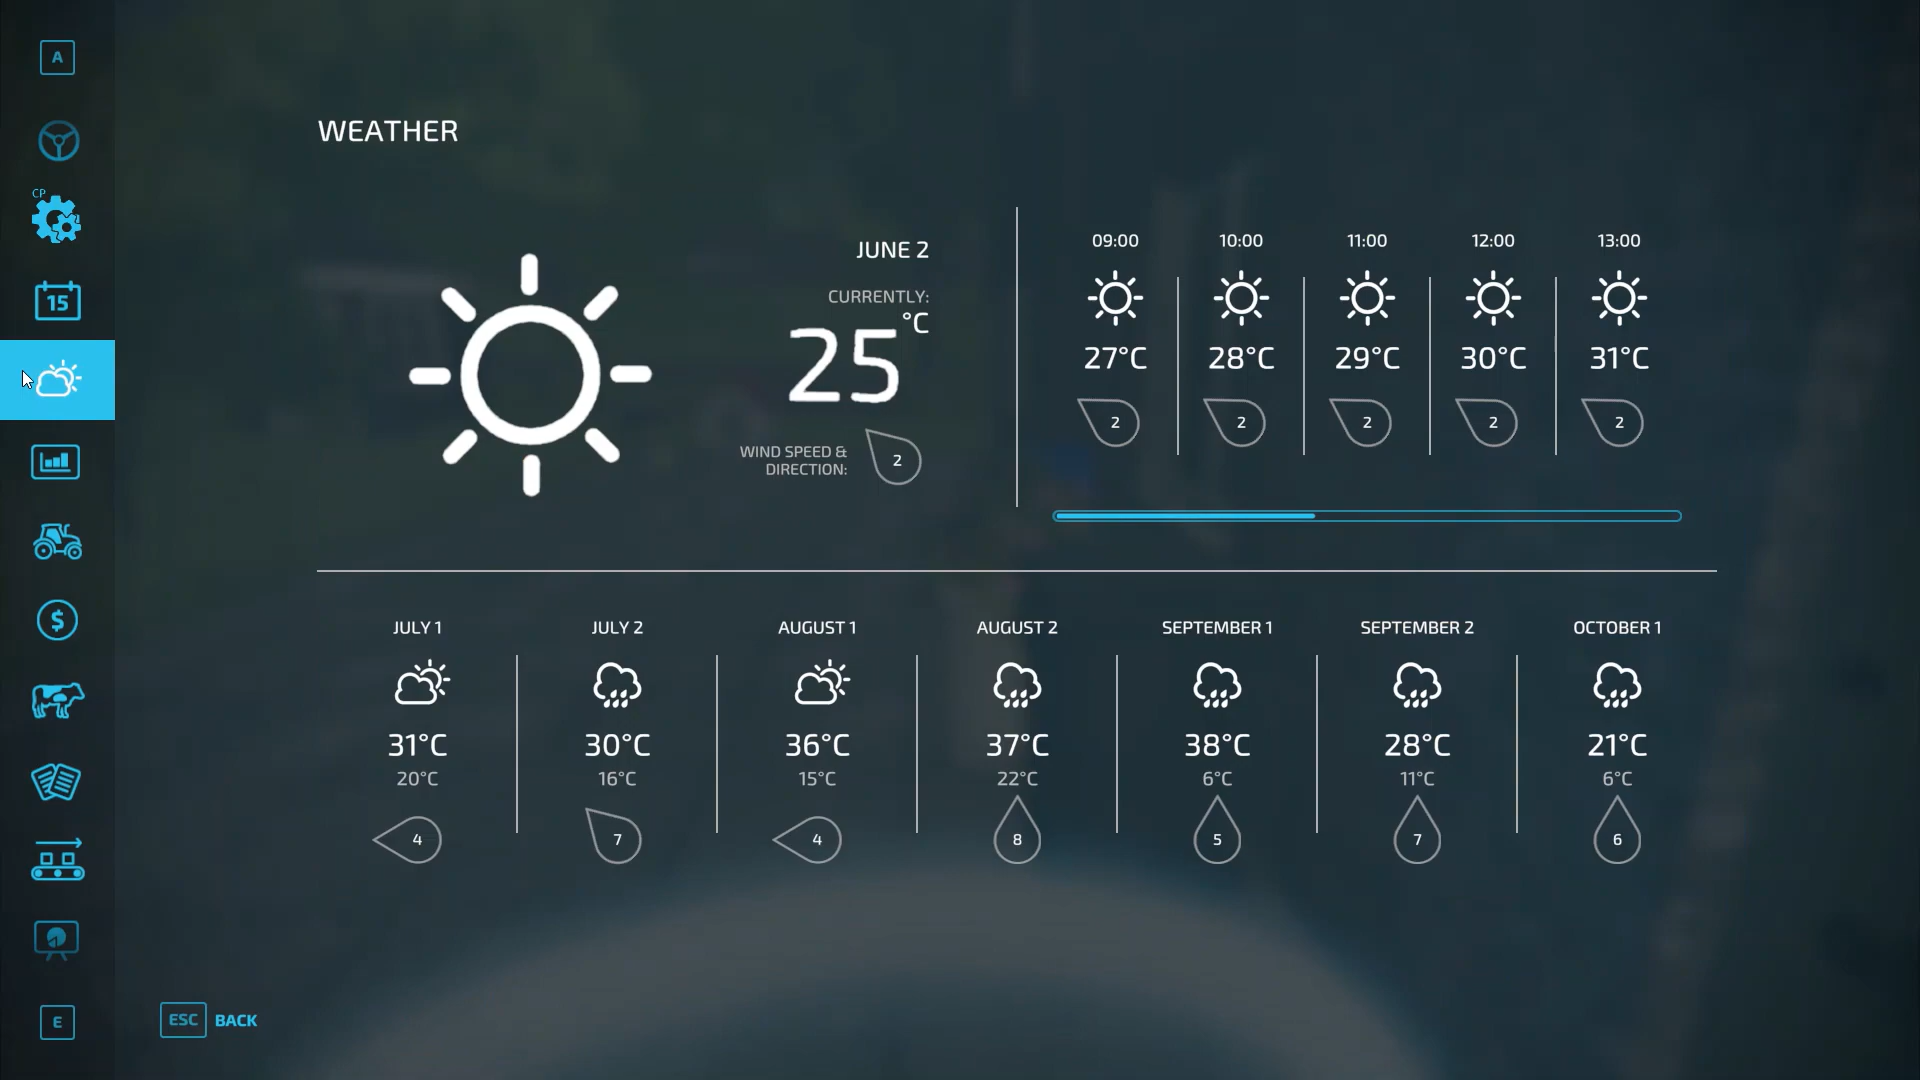 A
CP
15
$
E
WEATHER
JUNE 2
CURRENTLY:
25 °C
WIND SPEED &
DIRECTION:
2
09:00 10:00 11:00 12:00 13:00
27°C 28°C 29°C 30°C 31°C
2 2 2 2 2
JULY 1 JULY 2 AUGUST 1 AUGUST 2 SEPTEMBER 1 SEPTEMBER 2 OCTOBER 1
31°C 30°C 36°C 37°C 38°C 28°C 21°C
20°C 16°C 15°C 22°C 6°C 11°C 6°C
4 7 4 8 5 7 6
ESC BACK